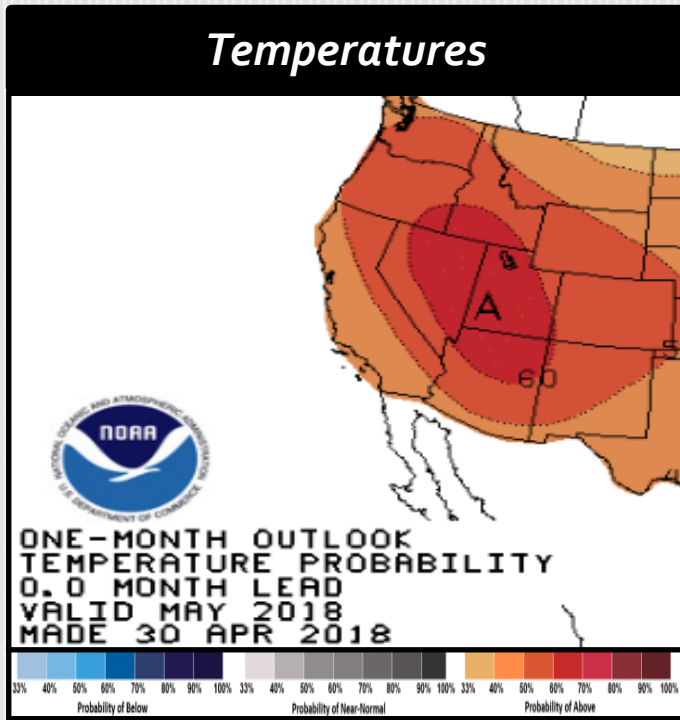 Temperatures
A
60
NATIONAL OCEANIC AND ATMOSPHERIC ADMINISTRATION
NOAA
U.S. DEPARTMENT OF COMMERCE
ONE-MONTH OUTLOOK
TEMPERATURE PROBABILITY
0.0 MONTH LEAD
VALID MAY 2018
MADE 30 APR 2018
33% 40% 50% 60% 70% 80% 90% 100% 33% 40% 50% 60% 70% 80% 90% 100% 33% 40% 50% 60% 70% 80% 90% 100%
Probability of Below Probability of Near-Normal Probability of Above